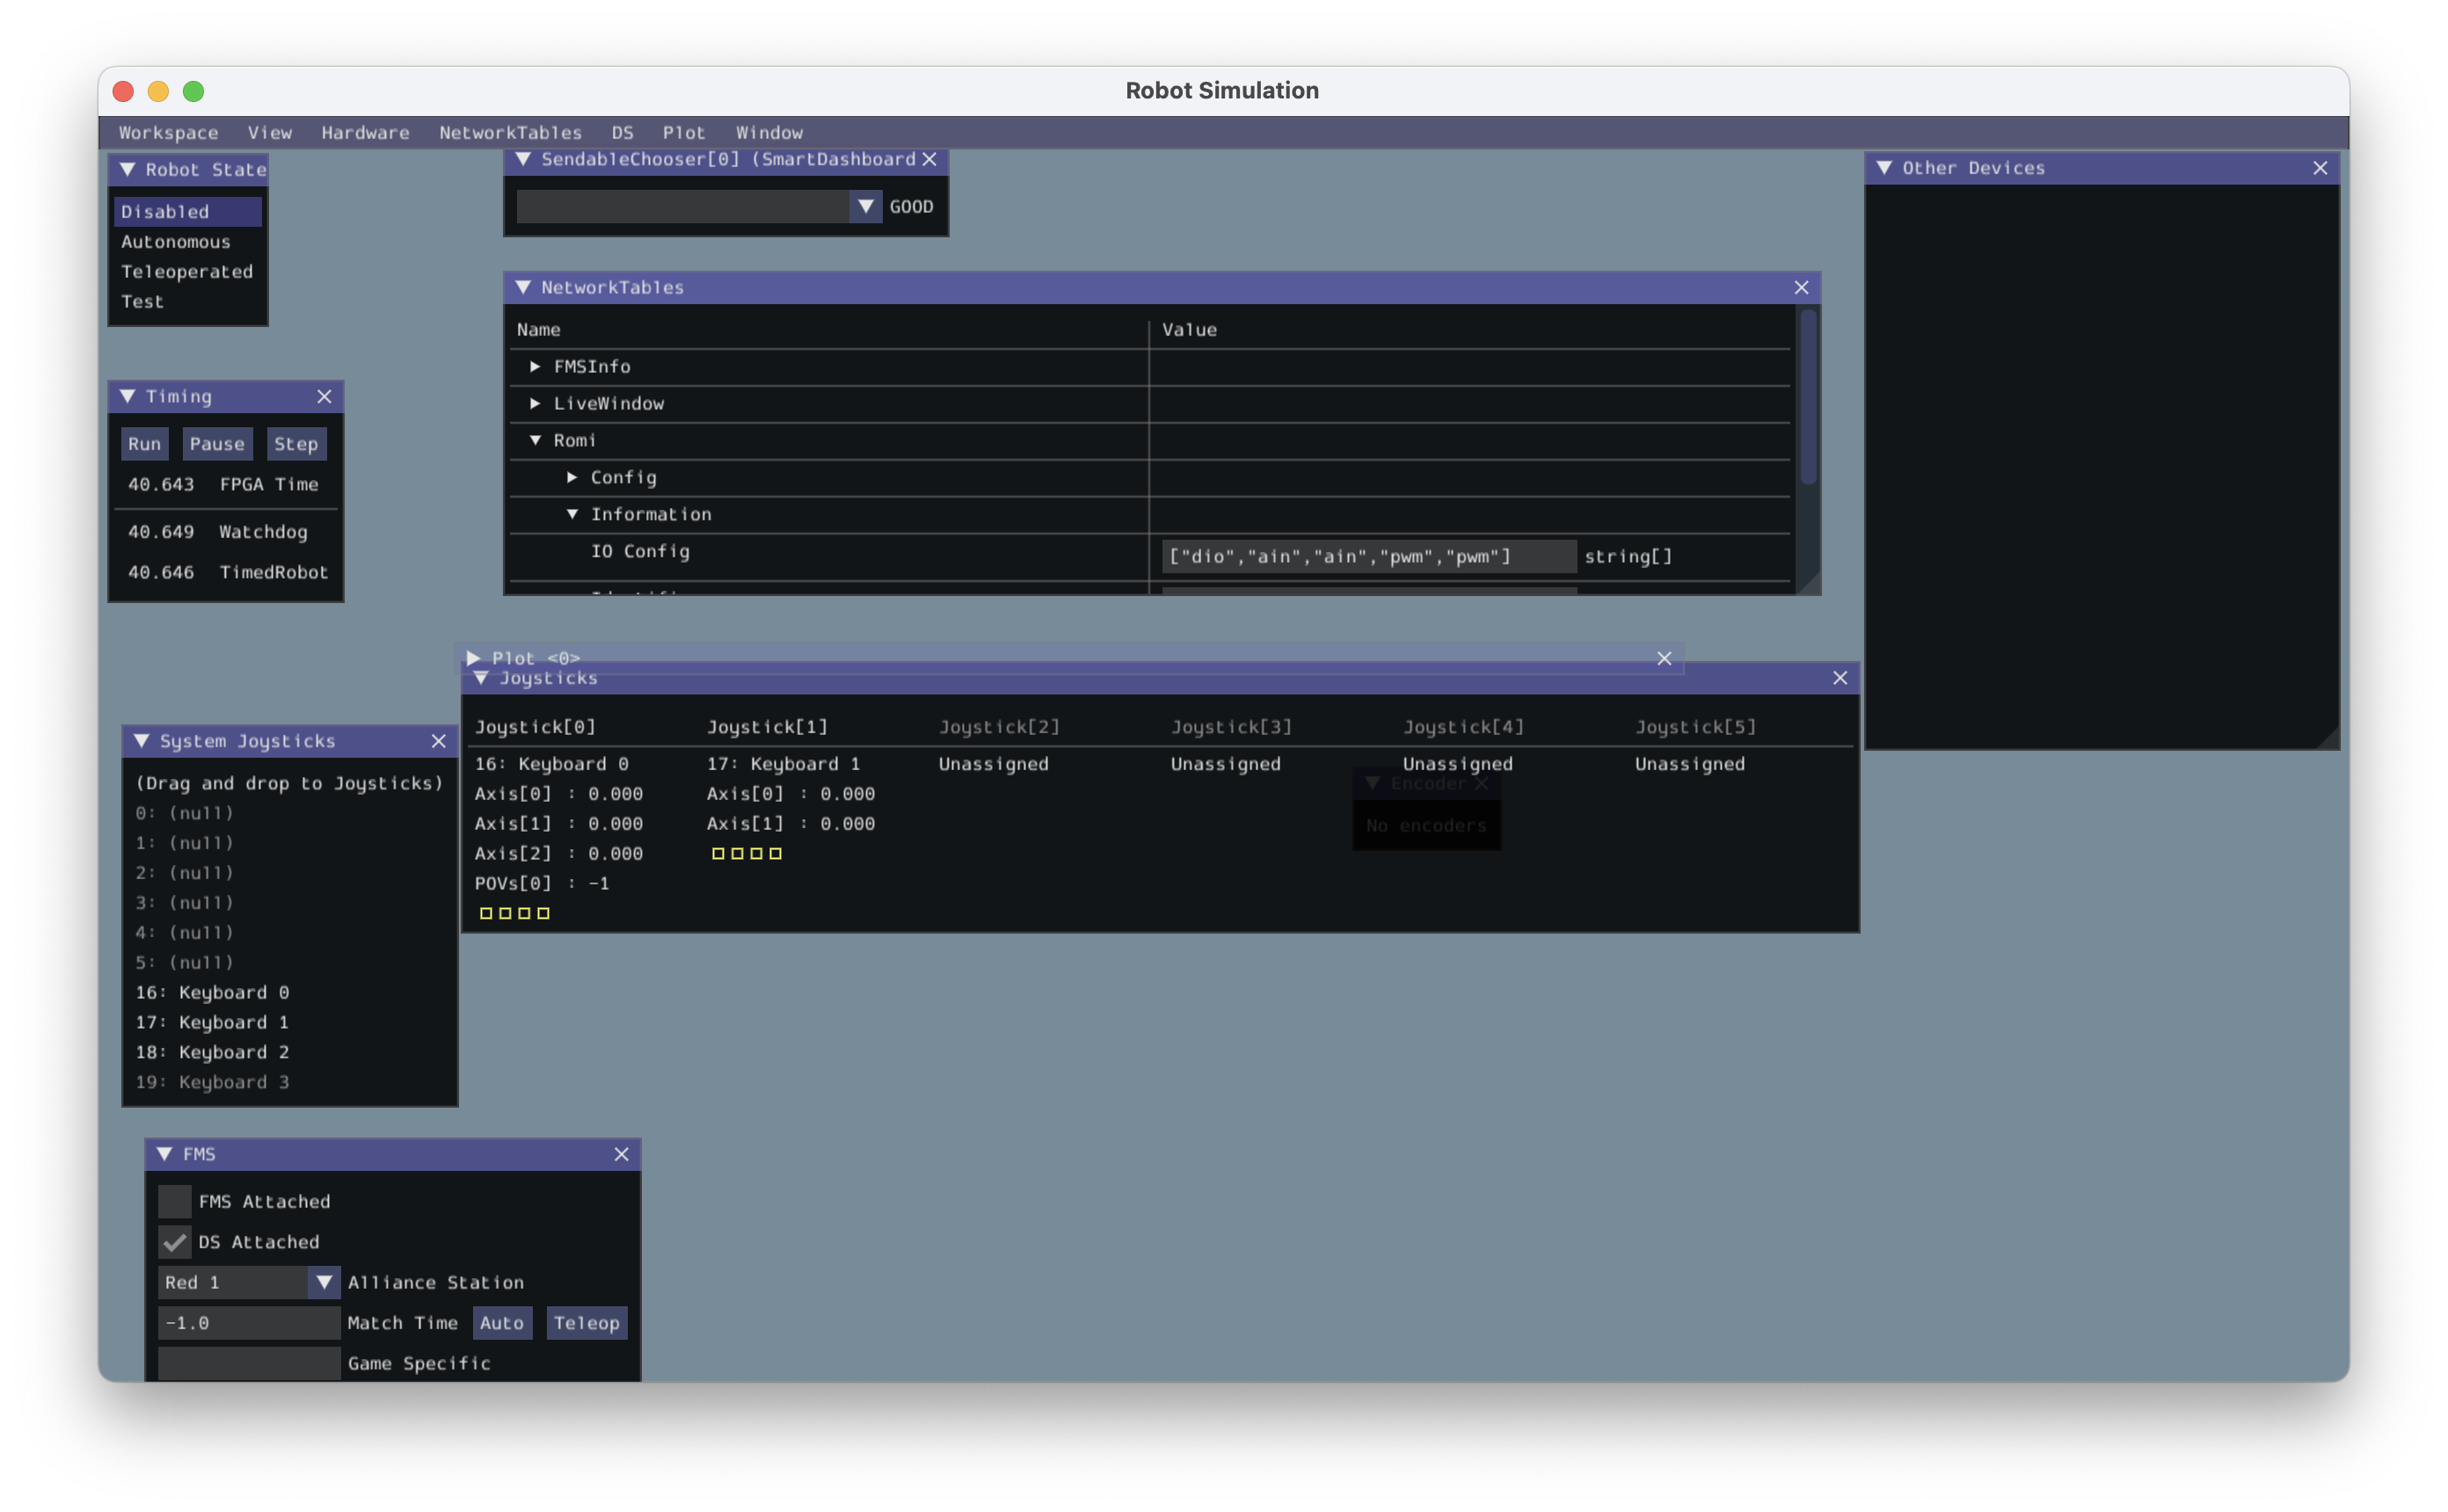 Robot Simulation
Workspace View Hardware NetworkTables DS Plot Window
Robot State
Disabled
Autonomous
Teleoperated
Test
SendableChooser[0] (SmartDashboard
GOOD
Other Devices
NetworkTables
Name Value
FMSInfo
LiveWindow
Romi
Config
Information
IO Config ["dio","ain","ain","pwm","pwm"] string[]
Timing
Run Pause Step
40.643 FPGA Time
40.649 Watchdog
40.646 TimedRobot
Plot <0>
Joysticks
Joystick[0] Joystick[1] Joystick[2] Joystick[3] Joystick[4] Joystick[5]
16: Keyboard 0 17: Keyboard 1 Unassigned Unassigned Unassigned Unassigned
Axis[0] : 0.000 Axis[0] : 0.000
Axis[1] : 0.000 Axis[1] : 0.000
Axis[2] : 0.000
POVs[0] : -1
Encoder
No encoders
System Joysticks
(Drag and drop to Joysticks)
0: (null)
1: (null)
2: (null)
3: (null)
4: (null)
5: (null)
16: Keyboard 0
17: Keyboard 1
18: Keyboard 2
19: Keyboard 3
FMS
FMS Attached
DS Attached
Red 1 Alliance Station
-1.0 Match Time Auto Teleop
Game Specific